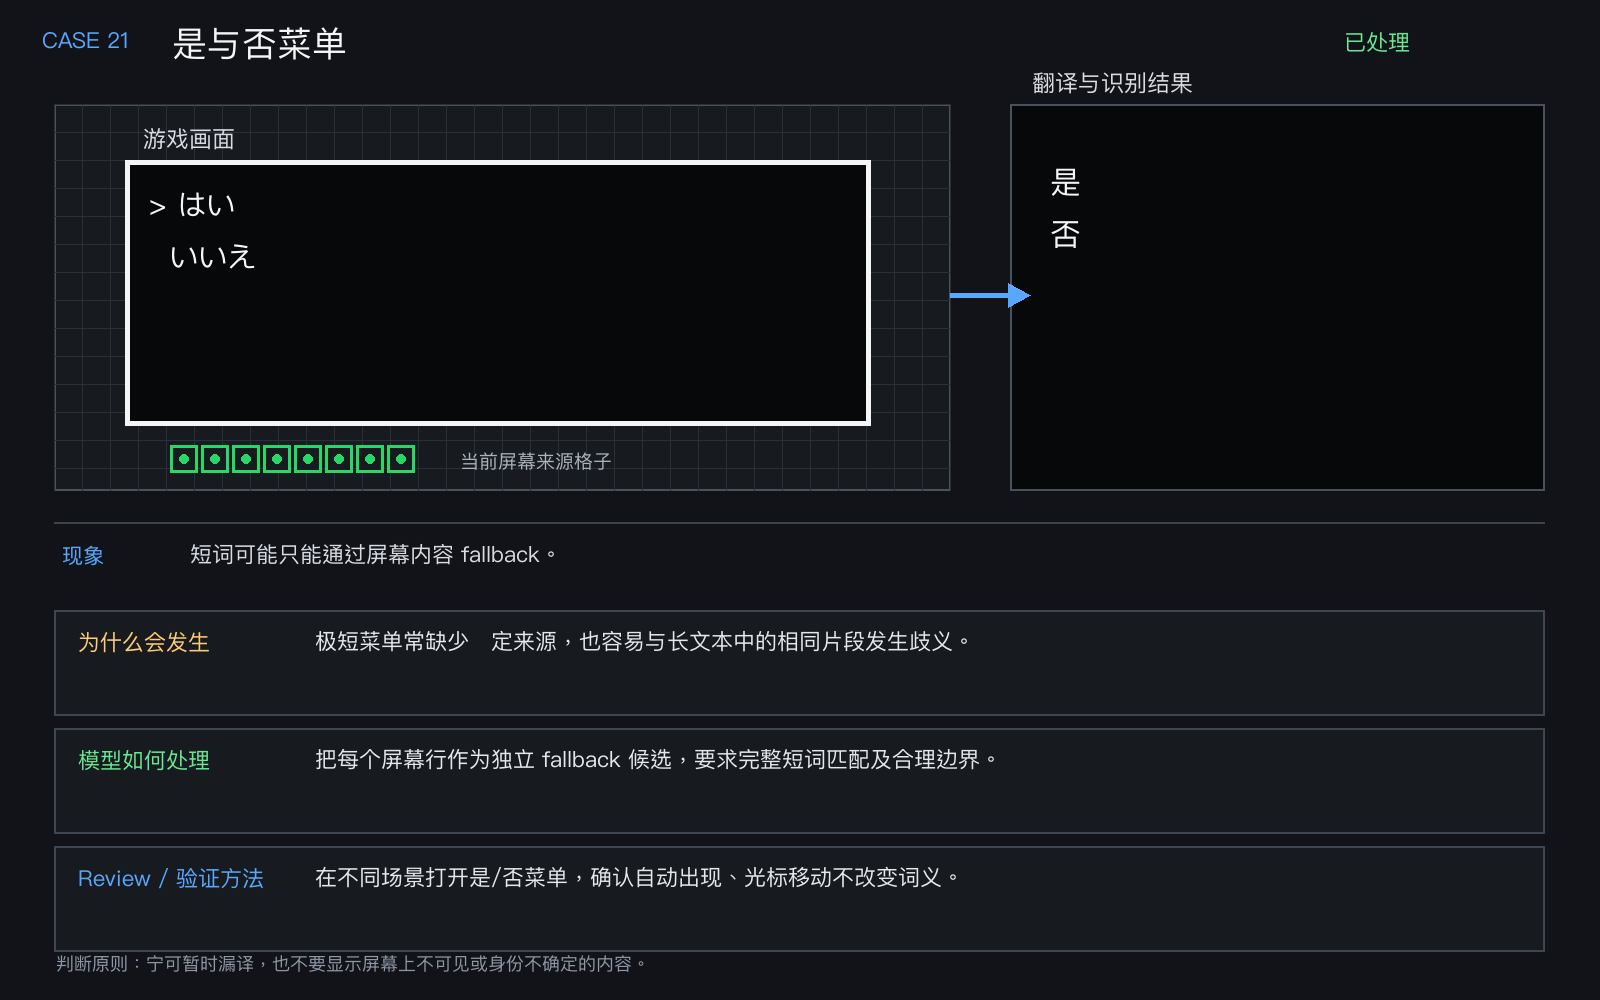 CASE 21 是与否菜单 已处理
翻译与识别结果
游戏画面
> はい
いいえ
是
否
当前屏幕来源格子
现象 短词可能只能通过屏幕内容 fallback。
为什么会发生 极短菜单常缺少 定来源，也容易与长文本中的相同片段发生歧义。
模型如何处理 把每个屏幕行作为独立 fallback 候选，要求完整短词匹配及合理边界。
Review / 验证方法 在不同场景打开是/否菜单，确认自动出现、光标移动不改变词义。
判断原则：宁可暂时漏译，也不要显示屏幕上不可见或身份不确定的内容。